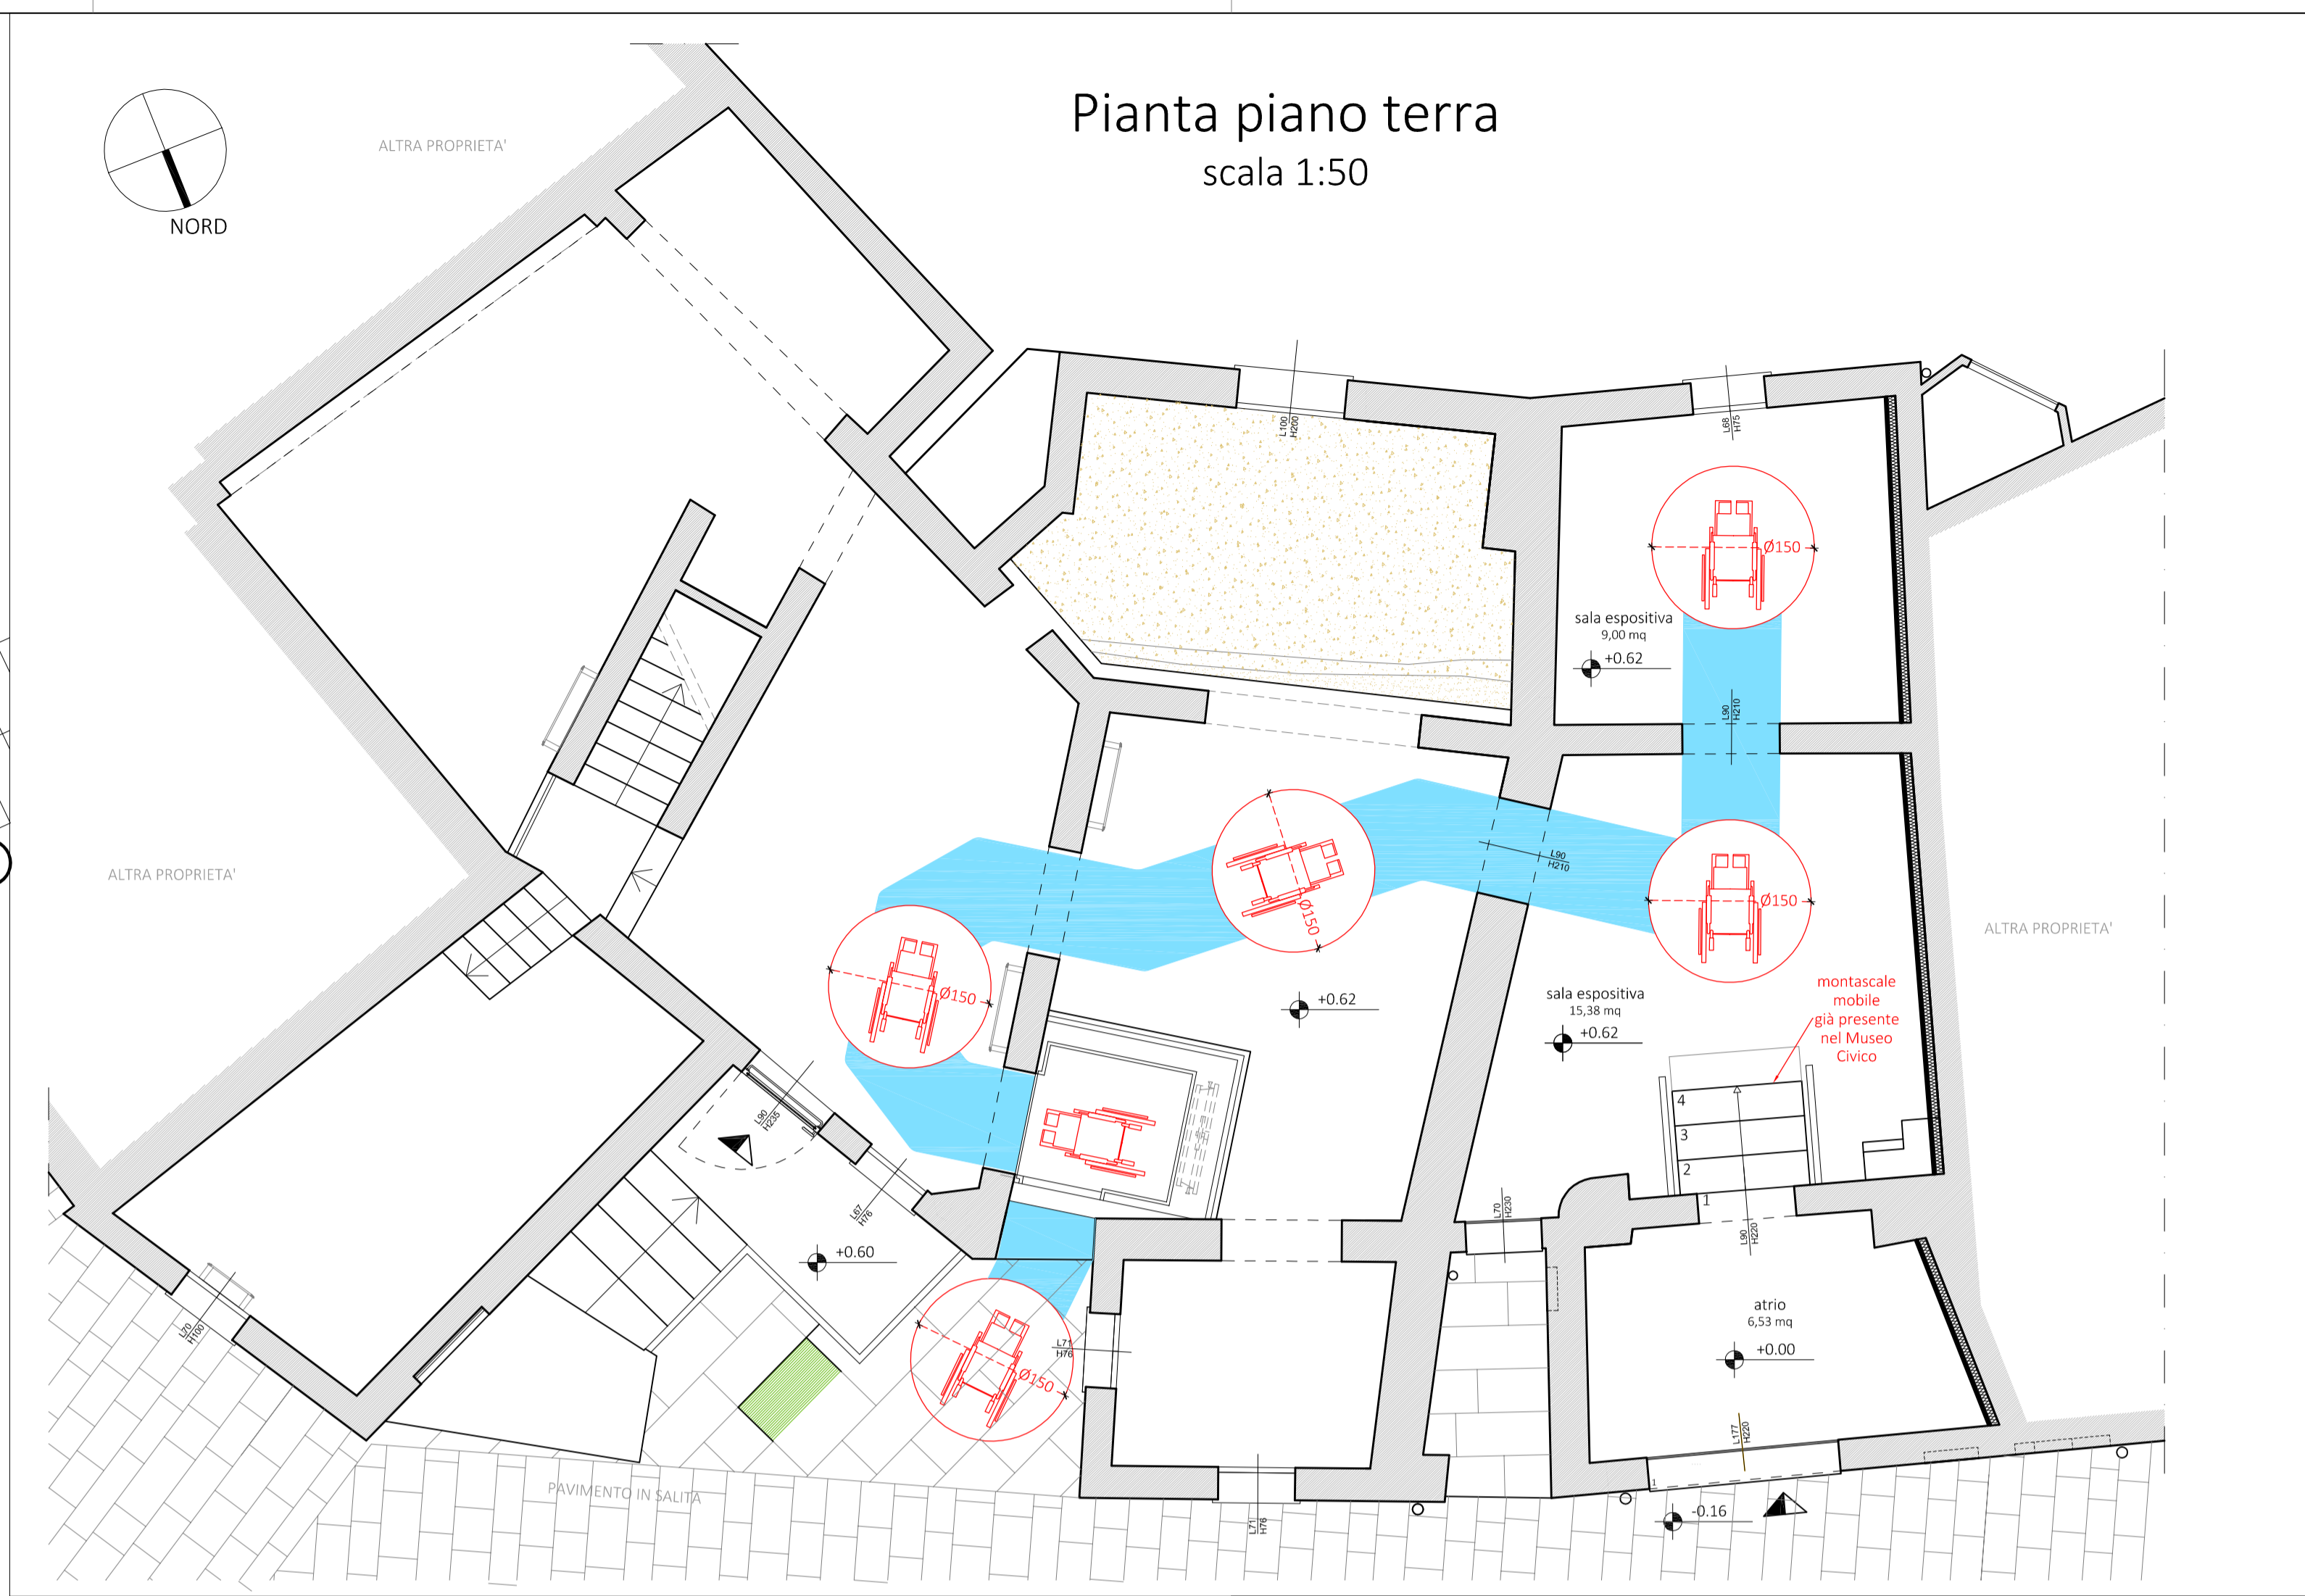 Pianta piano terra
scala 1:50
NORD
ALTRA PROPRIETA'
L100
H200
L68
H75
Ø150
sala espositiva
9,00 mq
+0.62
L90
H210
L90
H210
Ø150
Ø150
Ø150
ALTRA PROPRIETA'
ALTRA PROPRIETA'
sala espositiva
15,38 mq
+0.62
+0.62
montascale
mobile
già presente
nel Museo
Civico
4
3
2
1
L90
H235
L67
H76
+0.60
L70
H230
L90
H220
L70
H100
L71
H76
Ø150
atrio
6,53 mq
+0.00
L177
H220
1
PAVIMENTO IN SALITA
L71
H76
-0.16